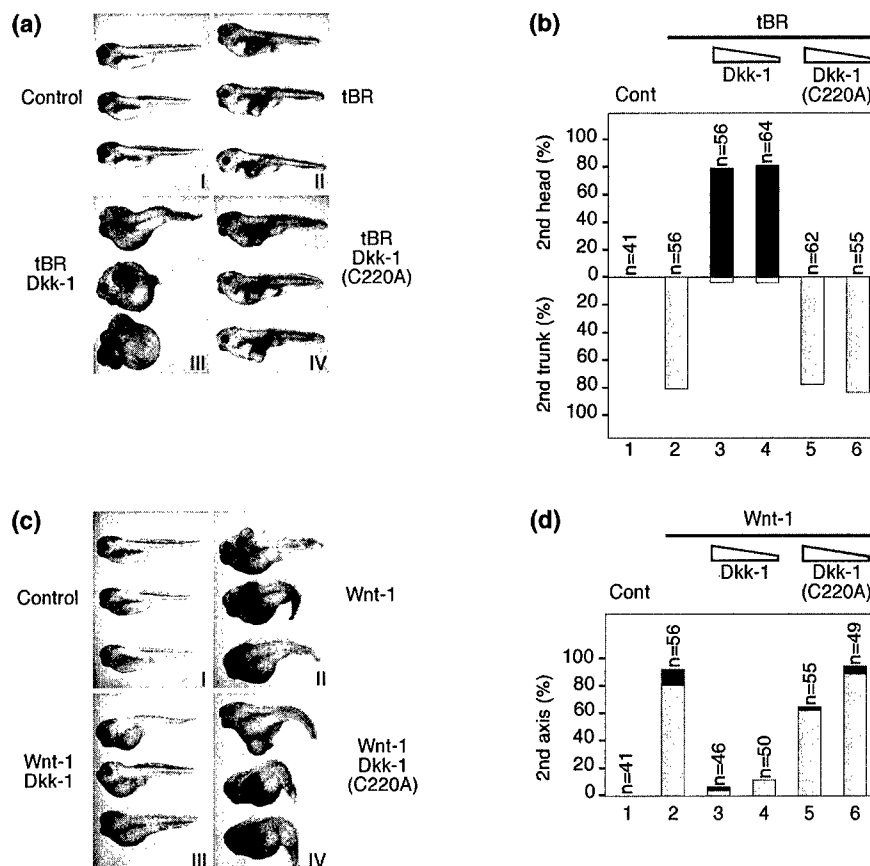 (a)
Control
I
tBR
II
tBR
Dkk-1
III
tBR
Dkk-1
(C220A)
IV
(b)
tBR
Dkk-1
Dkk-1
(C220A)
Cont
2nd head (%)
100
80
60
40
20
0
n=41
n=56
n=56
n=64
n=62
n=55
2nd trunk (%)
20
40
60
80
100
1 2 3 4 5 6
(c)
Control
I
Wnt-1
II
Wnt-1
Dkk-1
III
Wnt-1
Dkk-1
(C220A)
IV
(d)
Wnt-1
Dkk-1
Dkk-1
(C220A)
Cont
2nd axis (%)
100
80
60
40
20
0
n=41
n=56
n=46
n=50
n=55
n=49
1 2 3 4 5 6